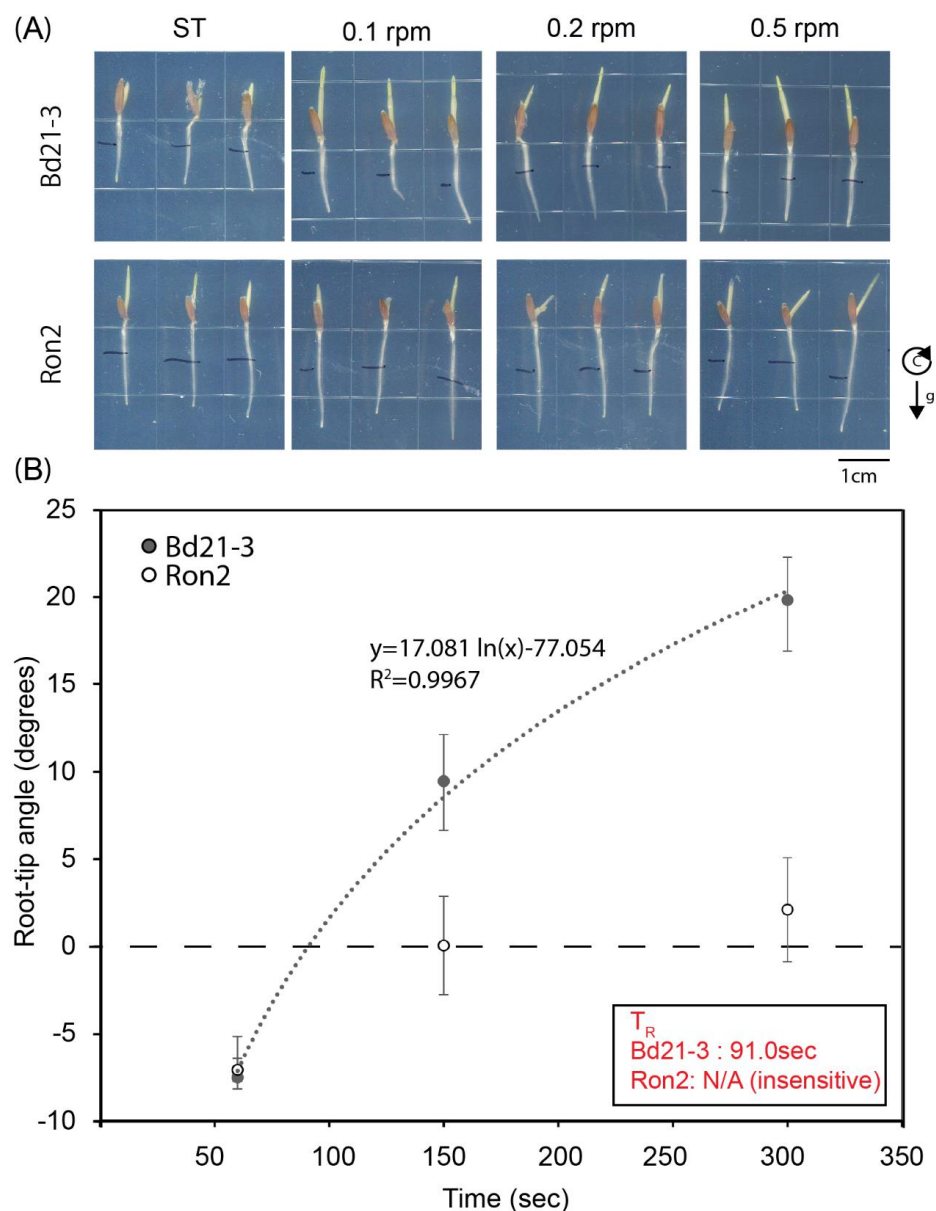 (A)
ST
0.1 rpm
0.2 rpm
0.5 rpm
Bd21-3
Ron2
g
1cm
(B)
Root-tip angle (degrees)
25
20
15
10
5
0
-5
-10
Bd21-3
Ron2
y=17.081 ln(x)-77.054
R²=0.9967
T_R
Bd21-3 : 91.0sec
Ron2: N/A (insensitive)
50
100
150
200
250
300
350
Time (sec)